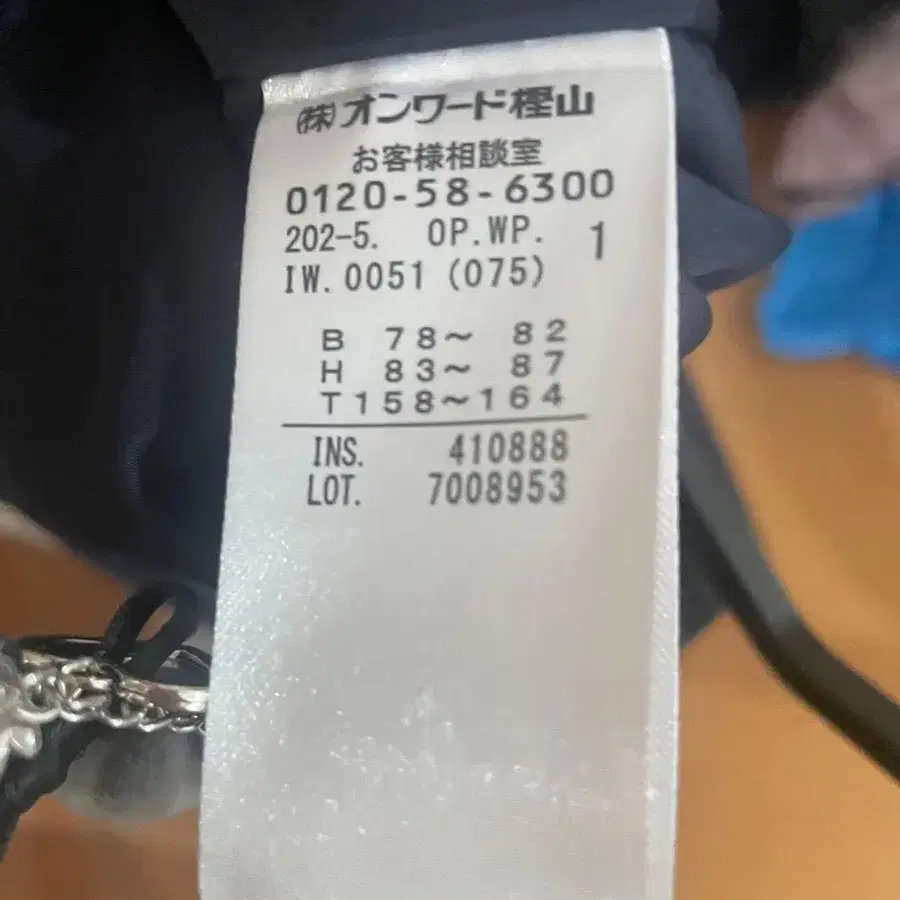 ㈱オンワード樫山
お客様相談室
0120-58-6300
202-5. OP.WP. 1
IW.0051 (075)
B 78～ 82
H 83～ 87
T158～164
INS. 410888
LOT. 7008953